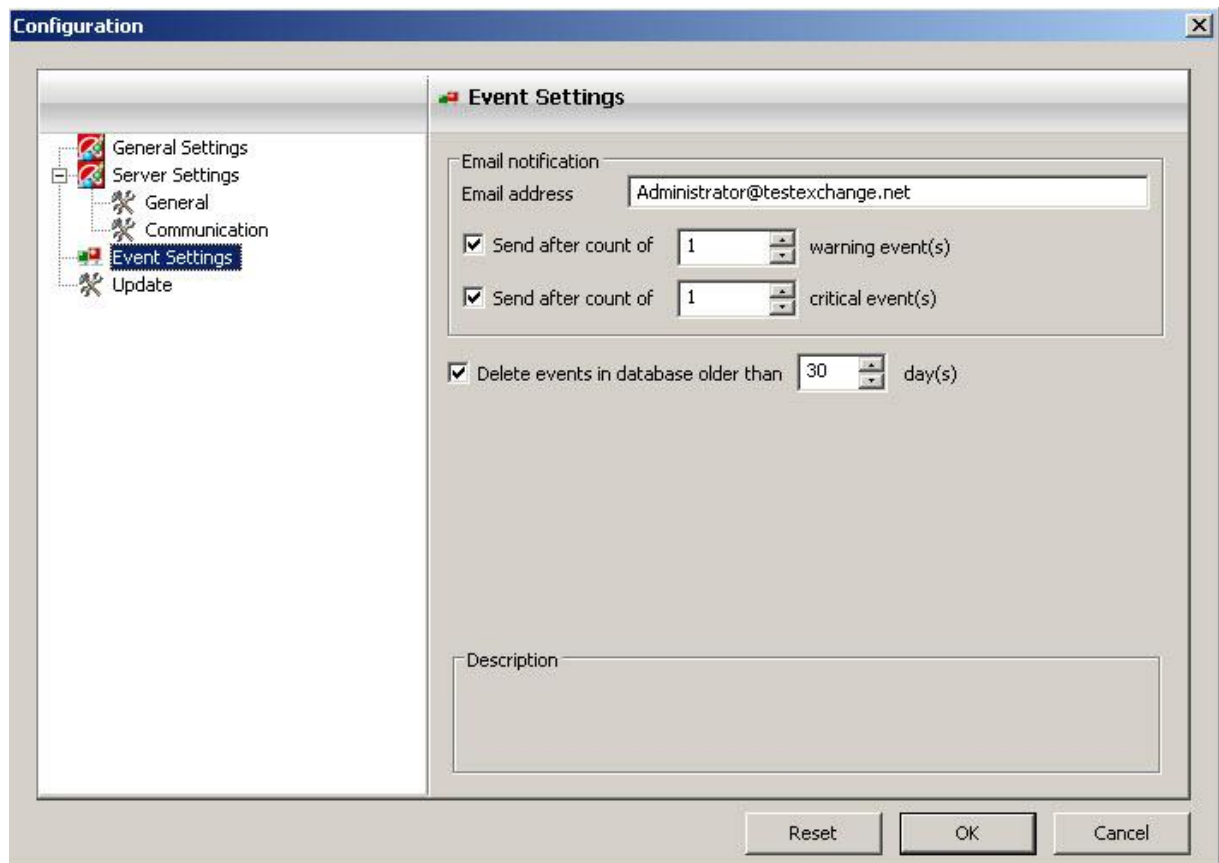 Configuration
Event Settings
General Settings
Server Settings
General
Communication
Event Settings
Update
Email notification
Email address Administrator@testexchange.net
Send after count of 1 warning event(s)
Send after count of 1 critical event(s)
Delete events in database older than 30 day(s)
Description
Reset OK Cancel